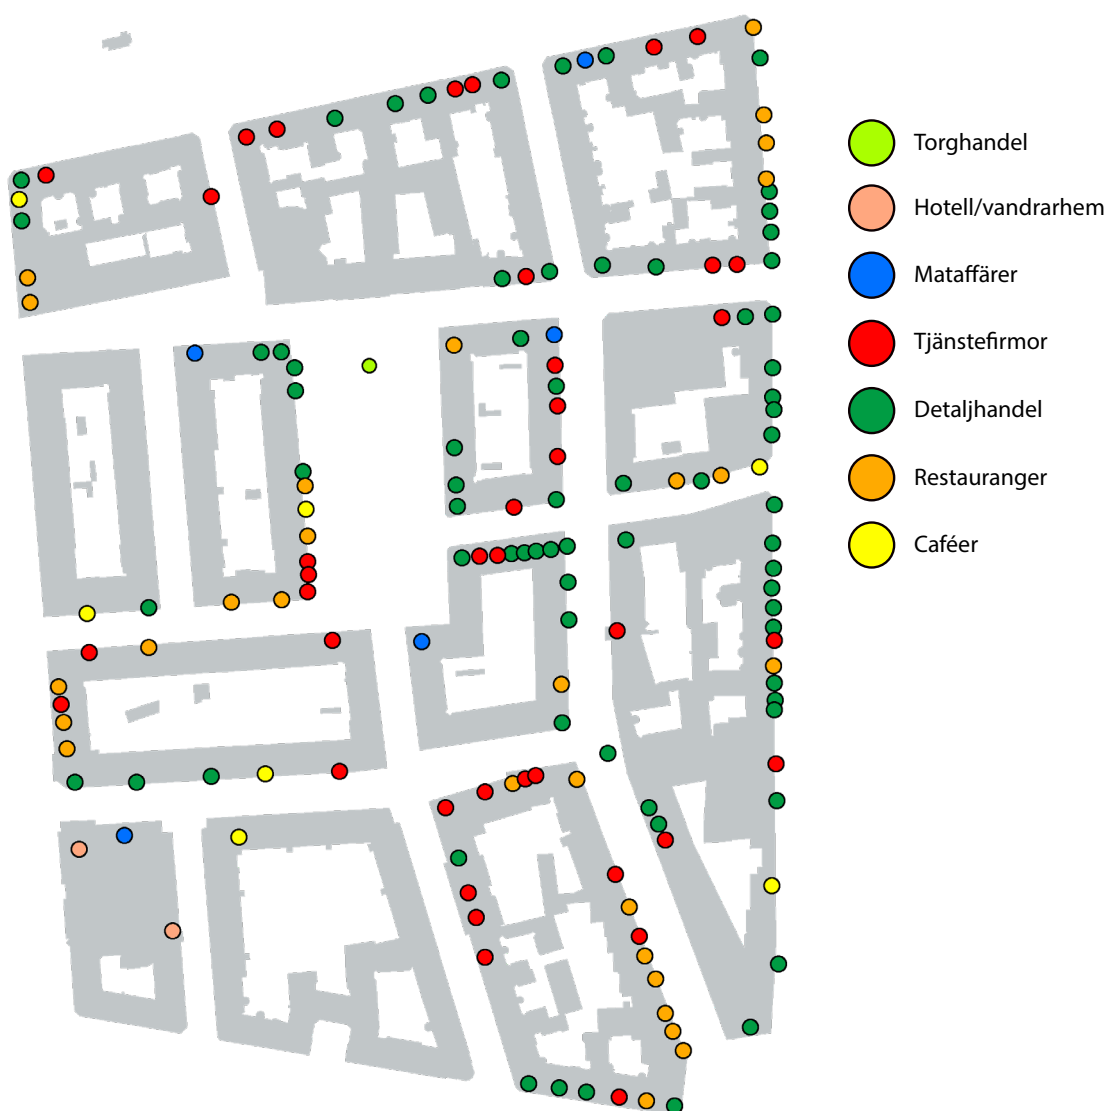 Torghandel
Hotell/vandrarhem
Mataffärer
Tjänstefirmor
Detaljhandel
Restauranger
Caféer